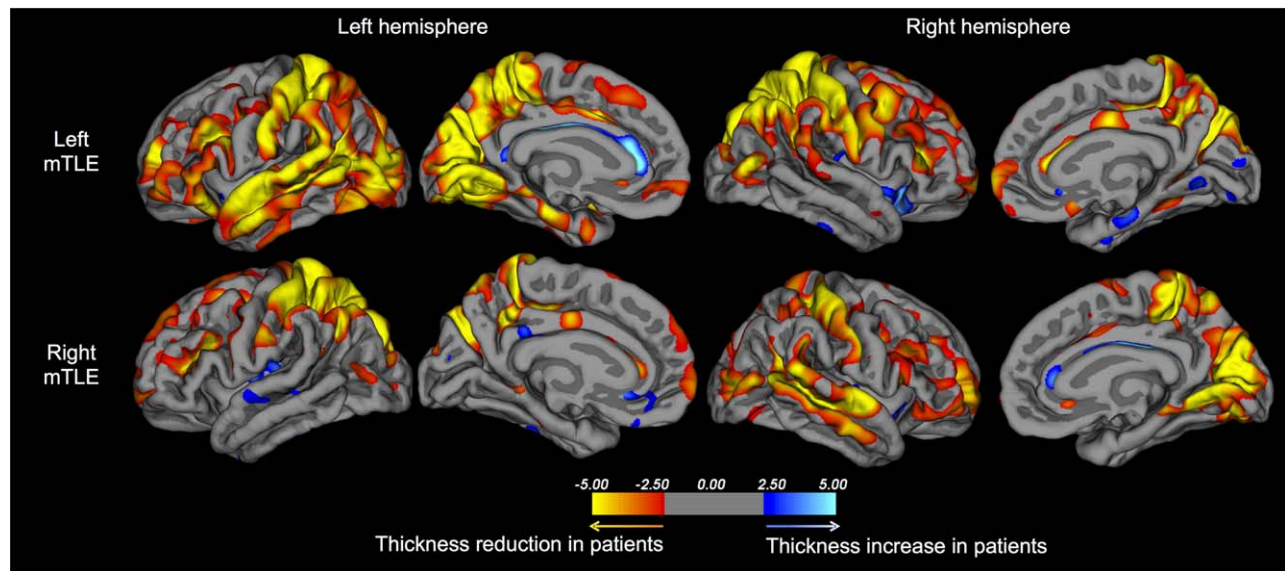 Left hemisphere Right hemisphere
Left
mTLE
Right
mTLE
-5.00 -2.50 0.00 2.50 5.00
Thickness reduction in patients Thickness increase in patients